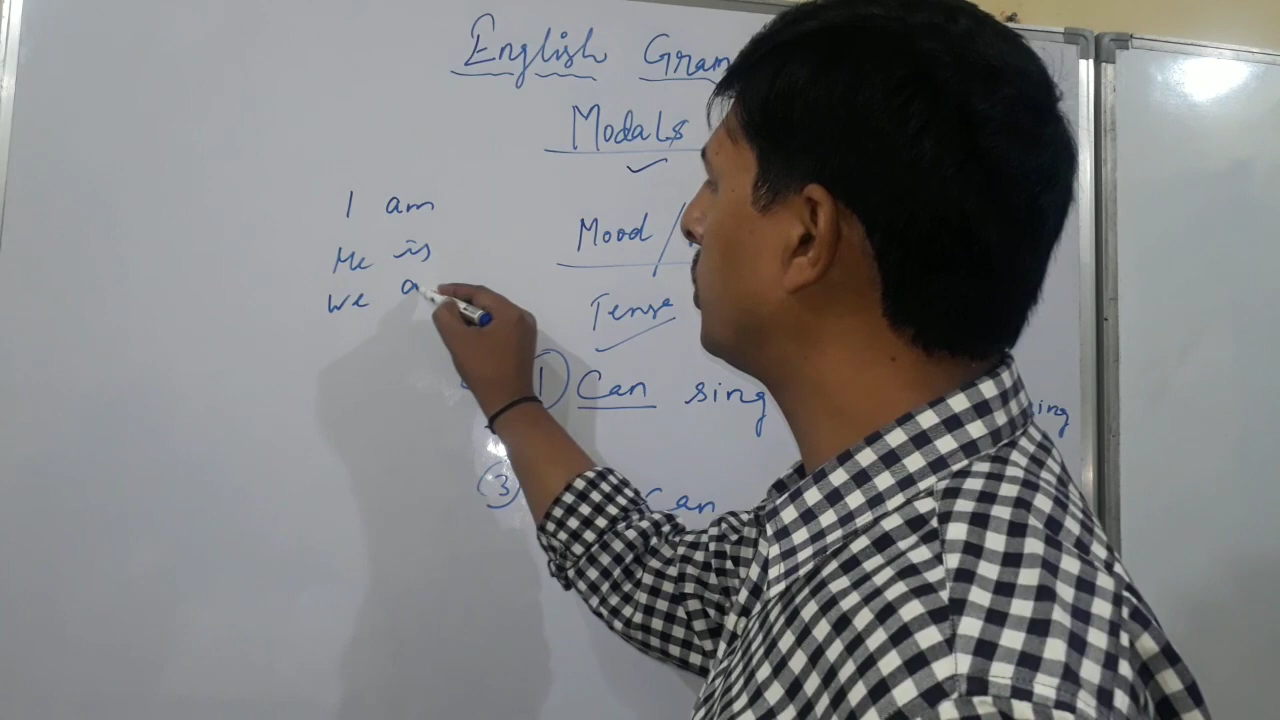 English Gram
Modals
I am
He is
Mood /
We a
Tense
1 Can sing ing
3 Can